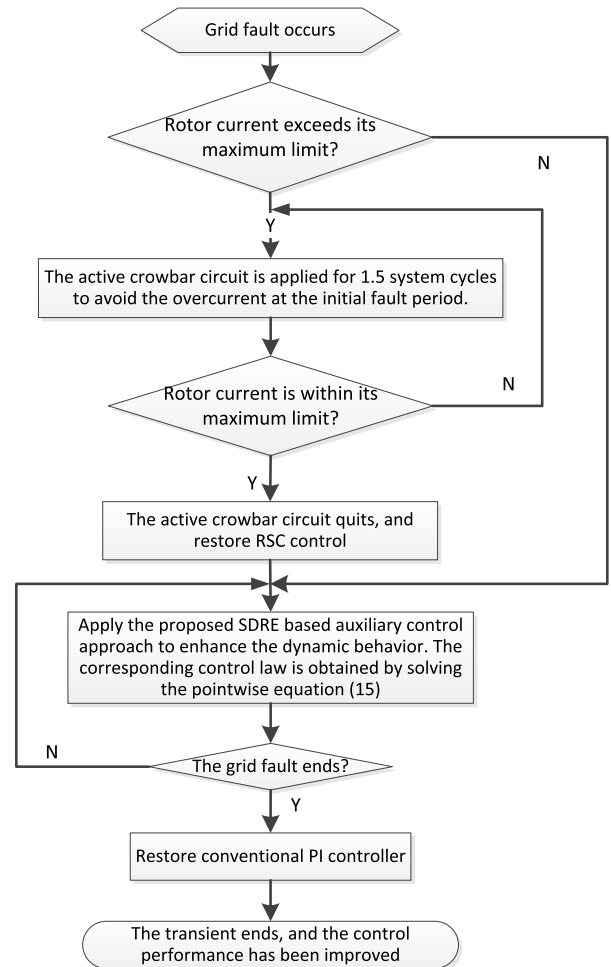 Grid fault occurs
Rotor current exceeds its
maximum limit?
N
Y
The active crowbar circuit is applied for 1.5 system cycles
to avoid the overcurrent at the initial fault period.
Rotor current is within its
maximum limit?
N
Y
The active crowbar circuit quits, and
restore RSC control
Apply the proposed SDRE based auxiliary control
approach to enhance the dynamic behavior. The
corresponding control law is obtained by solving
the pointwise equation (15)
N
The grid fault ends?
Y
Restore conventional PI controller
The transient ends, and the control
performance has been improved